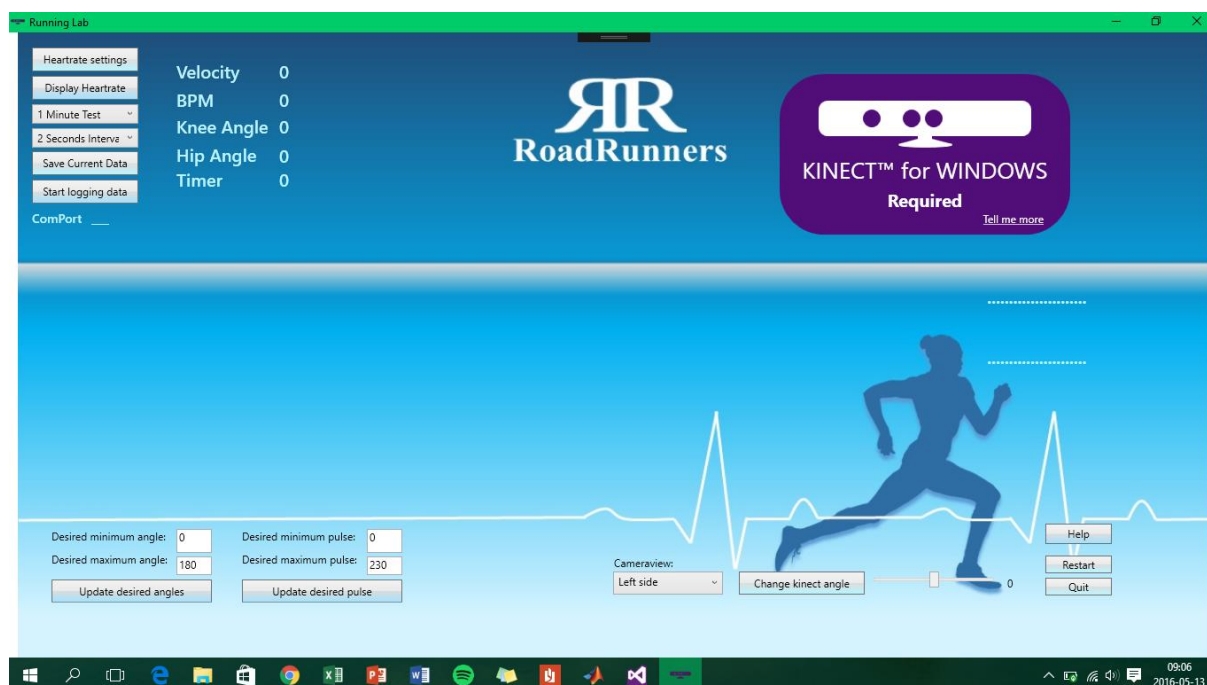 Running Lab
Heartrate settings
Display Heartrate
1 Minute Test
2 Seconds Interva
Save Current Data
Start logging data
ComPort __
Velocity 0
BPM 0
Knee Angle 0
Hip Angle 0
Timer 0
RR
RoadRunners
KINECT™ for WINDOWS
Required
Tell me more
Desired minimum angle: 0
Desired maximum angle: 180
Update desired angles
Desired minimum pulse: 0
Desired maximum pulse: 230
Update desired pulse
Cameraview:
Left side
Change kinect angle
0
Help
Restart
Quit
09:06
2016-05-13